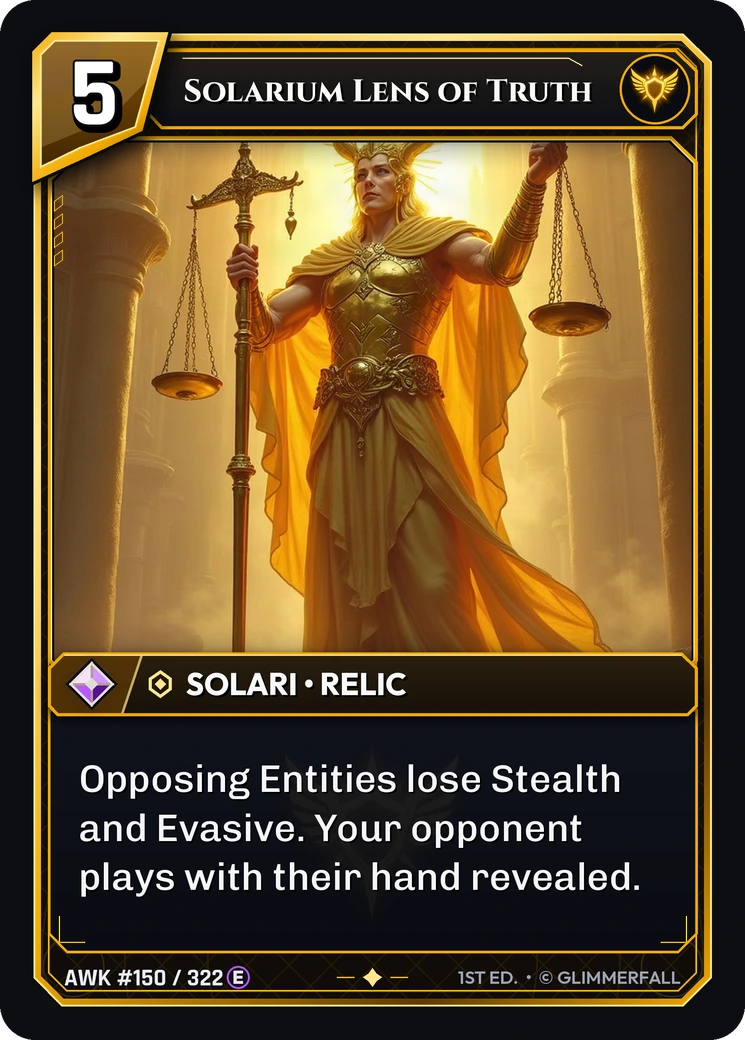 5
SOLARIUM LENS OF TRUTH
SOLARI • RELIC
Opposing Entities lose Stealth
and Evasive. Your opponent
plays with their hand revealed.
AWK #150 / 322 E
1ST ED. • © GLIMMERFALL